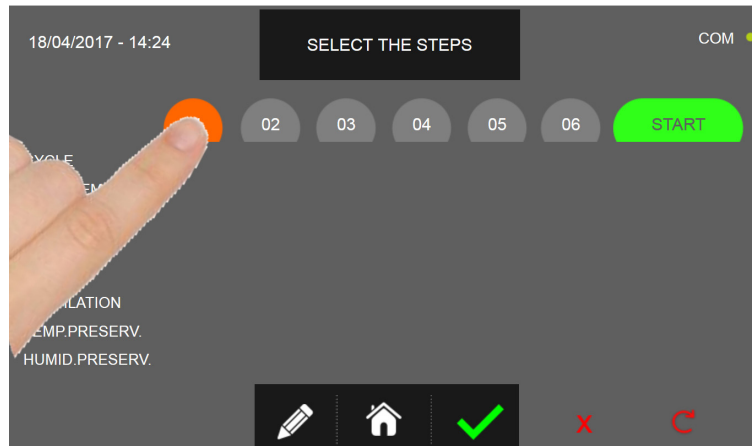 18/04/2017 - 14:24
SELECT THE STEPS
COM
02 03 04 05 06 START
HUMID.PRESERV.